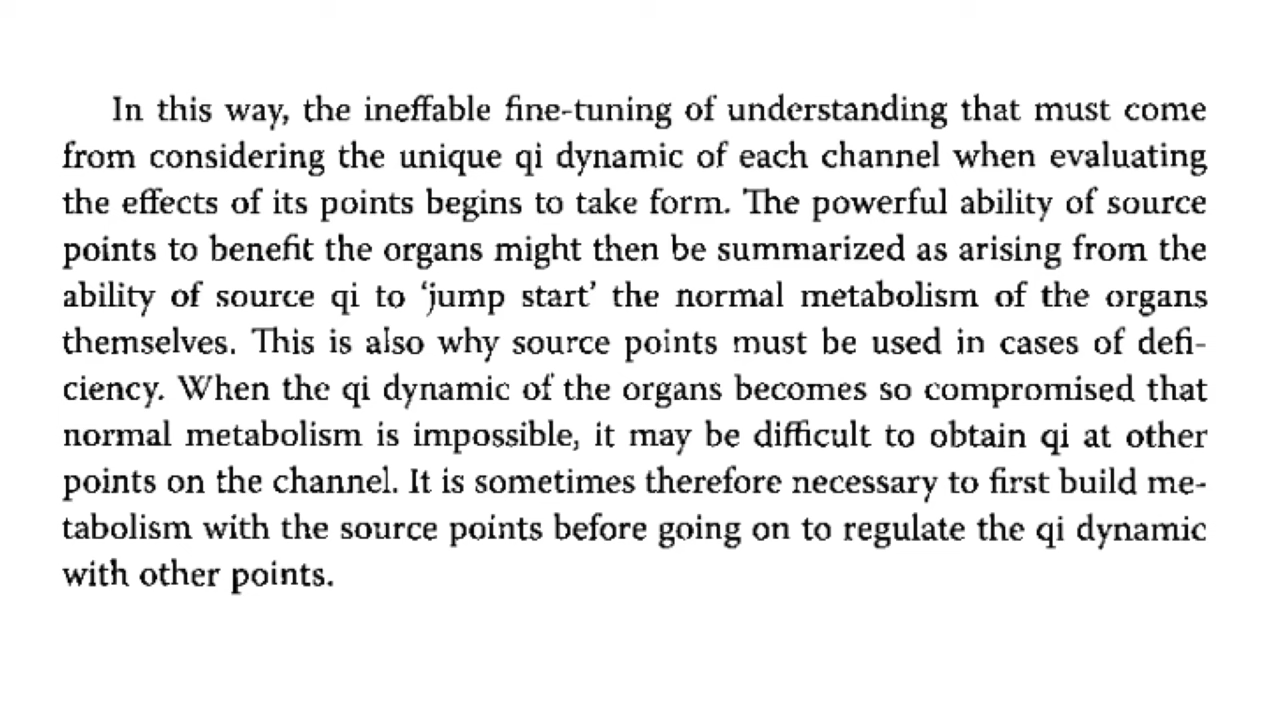 In this way, the ineffable fine-tuning of understanding that must come
from considering the unique qi dynamic of each channel when evaluating
the effects of its points begins to take form. The powerful ability of source
points to benefit the organs might then be summarized as arising from the
ability of source qi to ‘jump start’ the normal metabolism of the organs
themselves. This is also why source points must be used in cases of defi-
ciency. When the qi dynamic of the organs becomes so compromised that
normal metabolism is impossible, it may be difficult to obtain qi at other
points on the channel. It is sometimes therefore necessary to first build me-
tabolism with the source points before going on to regulate the qi dynamic
with other points.